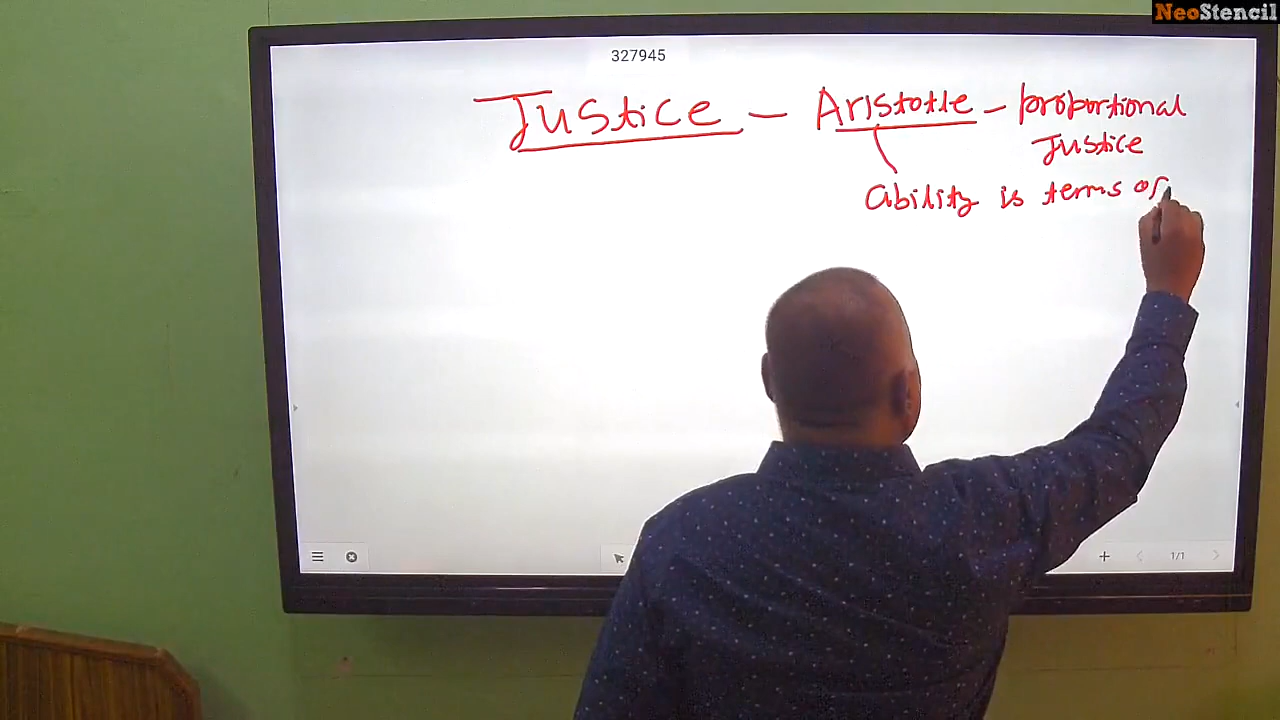 NeoStencil
327945
Justice – Aristotle – proportional
Justice
ability is terms of
1/1